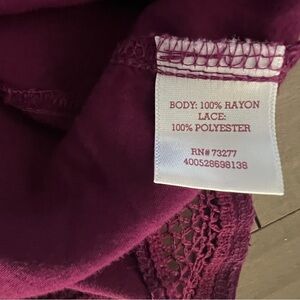 BODY: 100% RAYON
LACE:
100% POLYESTER
RN# 73277
400528698138